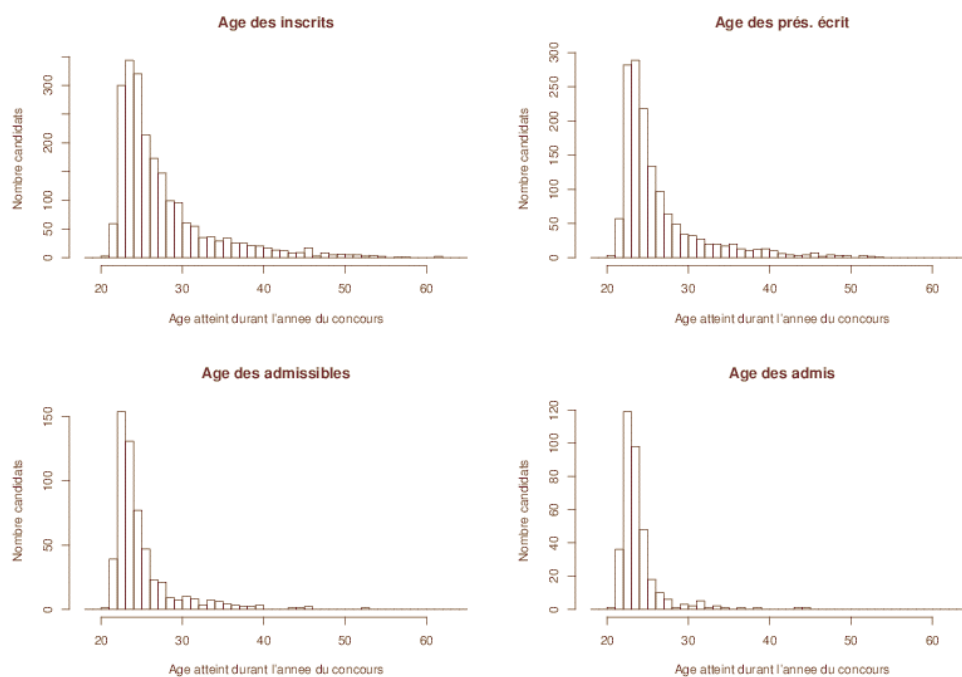 Age des inscrits
Nombre candidats
0 50 100 200 300
20 30 40 50 60
Age atteint durant l'annee du concours
Age des prés. écrit
Nombre candidats
0 50 100 150 200 250 300
20 30 40 50 60
Age atteint durant l'annee du concours
Age des admissibles
Nombre candidats
0 50 100 150
20 30 40 50 60
Age atteint durant l'annee du concours
Age des admis
Nombre candidats
0 20 40 60 80 100 120
20 30 40 50 60
Age atteint durant l'annee du concours